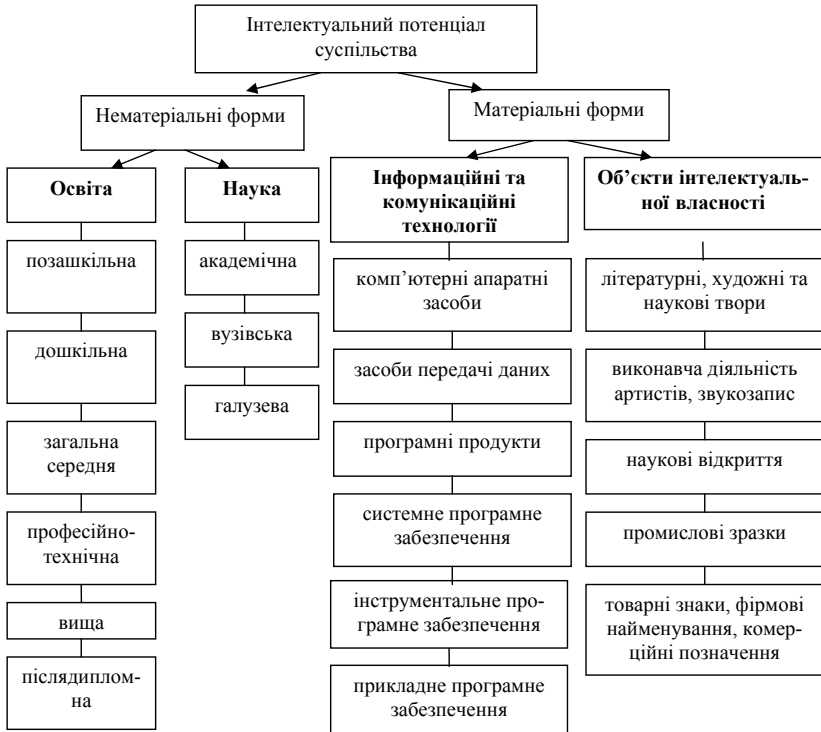 Інтелектуальний потенціал
суспільства
Нематеріальні форми
Матеріальні форми
Освіта
позашкільна
дошкільна
загальна
середня
професійно-
технічна
вища
післядиплом-
на
Наука
академічна
вузівська
галузева
Інформаційні та
комунікаційні
технології
комп’ютерні апаратні
засоби
засоби передачі даних
програмні продукти
системне програмне
забезпечення
інструментальне про-
грамне забезпечення
прикладне програмне
забезпечення
Об’єкти інтелектуаль-
ної власності
літературні, художні та
наукові твори
виконавча діяльність
артистів, звукозапис
наукові відкриття
промислові зразки
товарні знаки, фірмові
найменування, комер-
ційні позначення